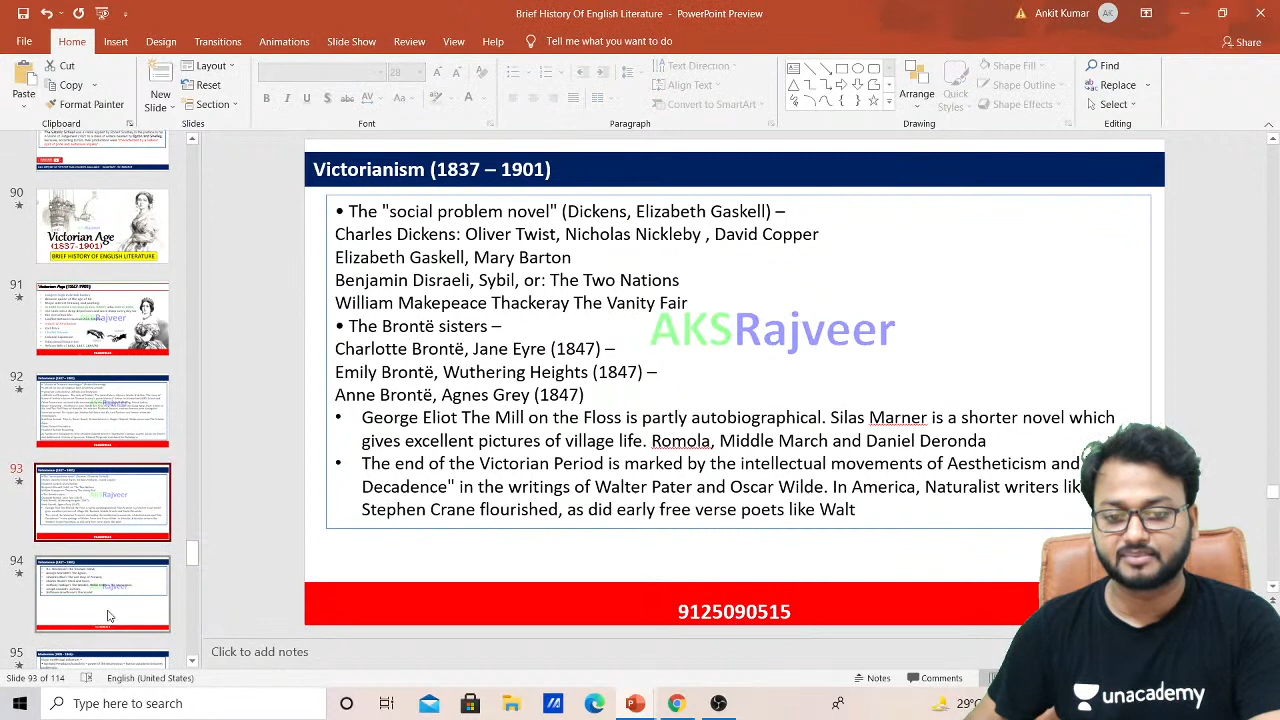 Brief History Of English Literature - PowerPoint Preview
Ankit Kumar
AK
File Home Insert Design Transitions Animations Slide Show Review View Help Tell me what you want to do
Share
Paste
Cut
Copy
Format Painter
Clipboard
New
Slide
Layout
Reset
Section
Slides
28
Font
Paragraph
Text Direction
Align Text
Convert to SmartArt
Arrange
Quick
Styles
Shape Fill
Shape Outline
Shape Effects
Drawing
Find
Replace
Select
Editing
90
Victorian Age
(1837-1901)
BRIEF HISTORY OF ENGLISH LITERATURE
91
92
93
94
95
Victorianism (1837 – 1901)
• The "social problem novel" (Dickens, Elizabeth Gaskell) –
Charles Dickens: Oliver Twist, Nicholas Nickleby , David Copper
Elizabeth Gaskell, Mary Barton
Benjamin Disraeli, Sybil, or: The Two Nations
William Makepeace Thackeray The Vanity Fair
• The Brontë sisters –
Charlotte Brontë, Jane Eyre (1847) –
Emily Brontë, Wuthering Heights (1847) –
Anne Brontë, Agnes Grey (1847)
• George Eliot The Mill on the Floss is partly autobiographical. Silas Marner is a pastoral novel which
gives excellent picture of village life. Romola, Middle March and Daniel Deronda
• The end of the Victorian Period is marked by the intellectual movements of Aestheticism and
Decadence" in the writings of Walter Pater and Oscar Wilde. In America Naturalist writers
Stephen Crane flourished, as did early free verse poets like Walt
AKSRajveer
9125090515
Click to add notes
Slide 93 of 114
English (United States)
Notes
Comments
Type here to search
29°
unacademy